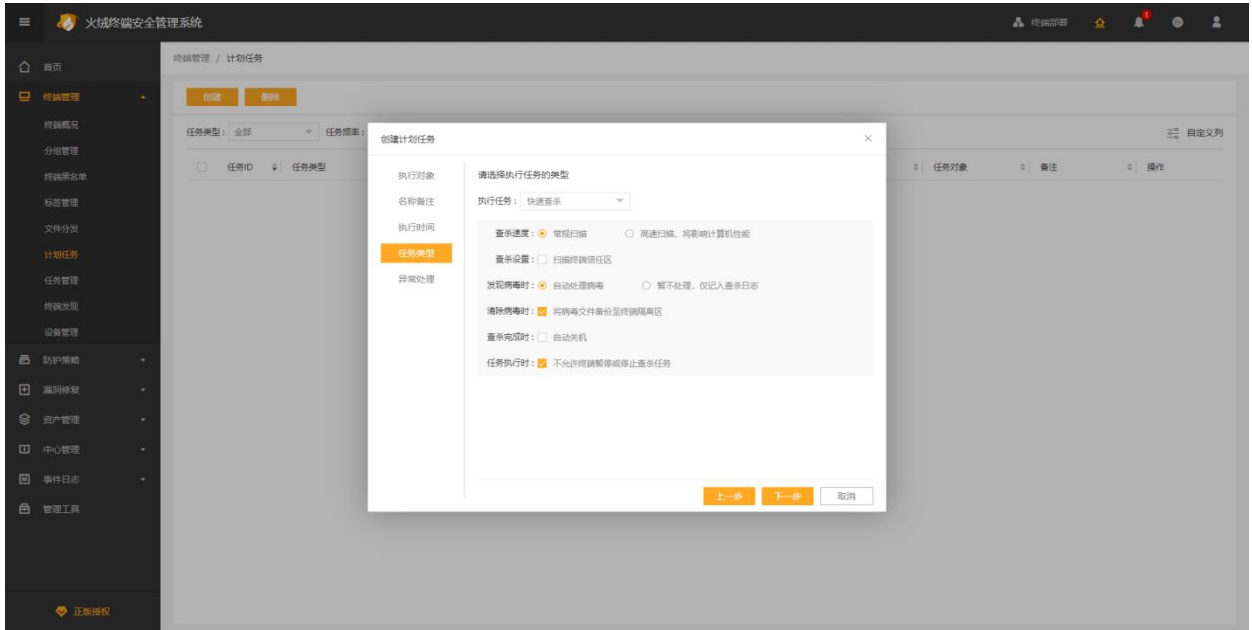 火绒终端安全管理系统
终端部署
1
首页
终端管理
终端概况
分组管理
终端黑名单
标签管理
文件分发
计划任务
任务管理
终端发现
设备管理
防护策略
漏洞修复
资产管理
中心管理
事件日志
管理工具
正版授权
终端管理 / 计划任务
创建 删除
任务类型: 全部 任务频率: 自定义列
任务ID 任务类型 任务对象 备注 操作
创建计划任务
执行对象
名称备注
执行时间
任务类型
异常处理
请选择执行任务的类型
执行任务: 快速查杀
查杀速度: 常规扫描 高速扫描,将影响计算机性能
查杀设置: 扫描终端信任区
发现病毒时: 自动处理病毒 暂不处理,仅记入查杀日志
清除病毒时: 将病毒文件备份至终端隔离区
查杀完成时: 自动关机
任务执行时: 不允许终端暂停或停止查杀任务
上一步 下一步 取消